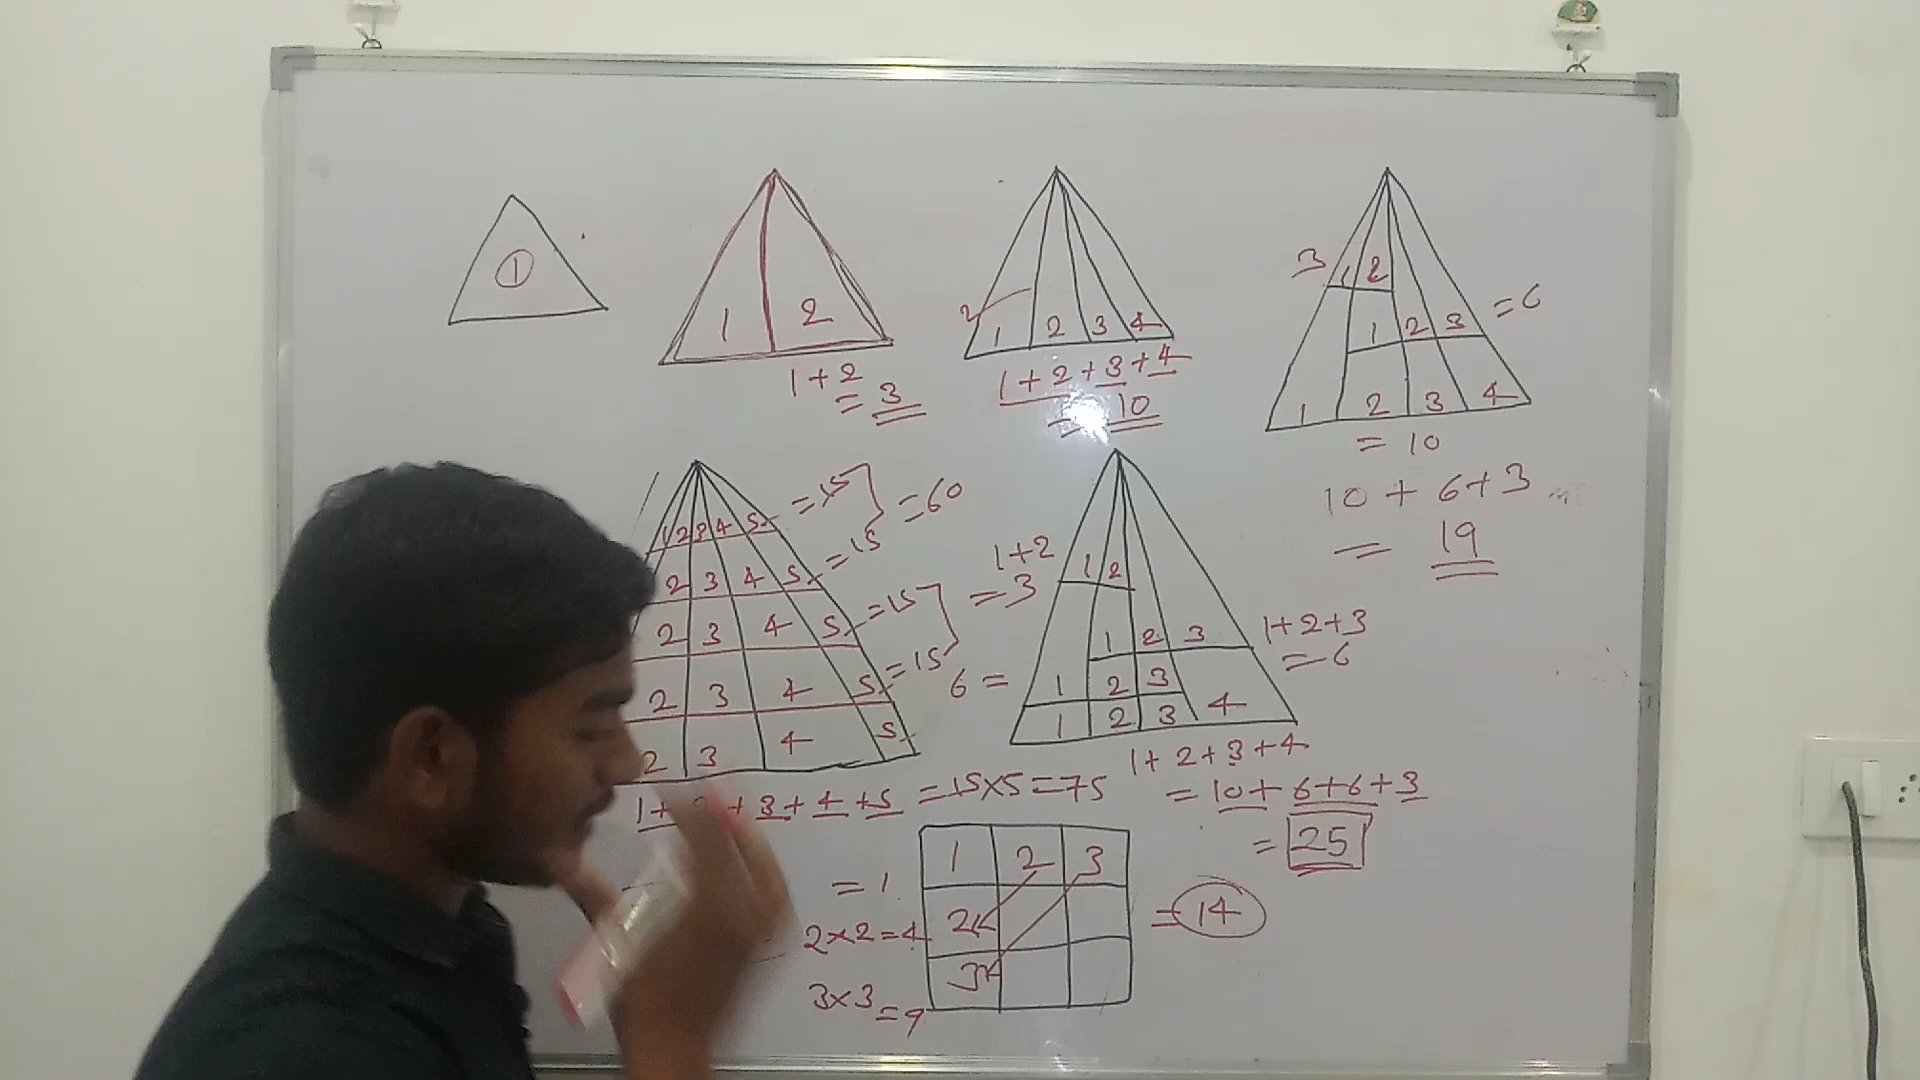 1
1 2
1+2
= 3
2
1 2 3 4
1+2+3+4
= 10
3 1 2
1 2 3 = 6
1 2 3 4
= 10
10 + 6+3
= 19
1 2 3 4 5 = 15
= 60
2 3 4 5 = 15
2 3 4 5 = 15
2 3 4 5 = 15
2 3 4 5
1+ + 3 + 4 + 5 = 15×5 = 75
1+2
= 3
1 2
1 2 3
1+2+3
= 6
6 = 1 2 3
1 2 3 4
1+ 2 + 3 + 4
= 10+ 6+6+3
= 25
1 2 3
2
3
= 1
2×2=4
3×3
=9
= 14